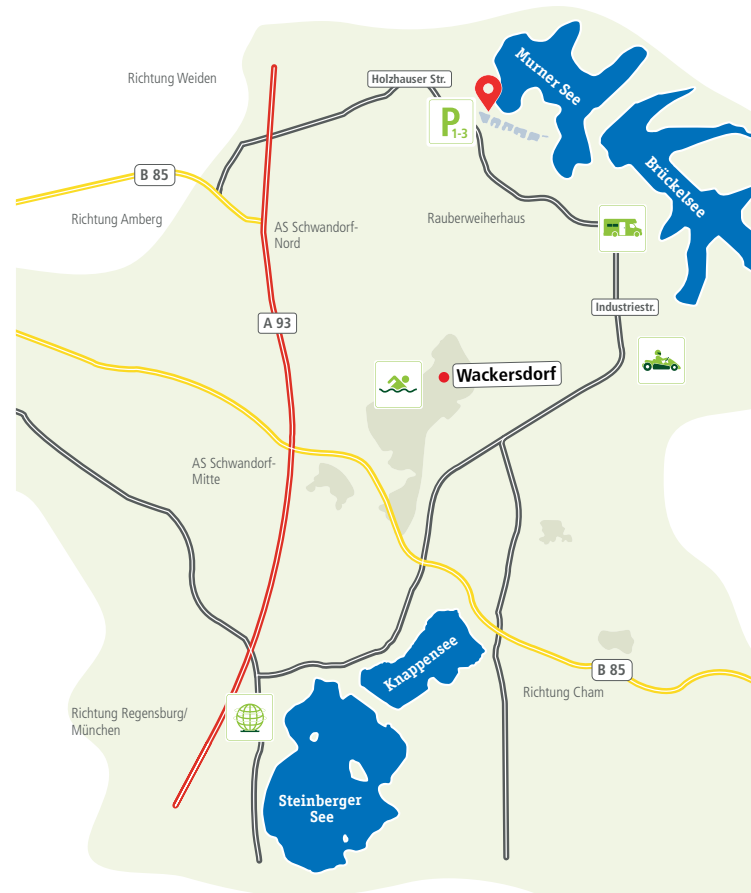 Murner See
Richtung Weiden
Holzhauser Str.
P
1-3
Brückelsee
B 85
Richtung Amberg
Rauberweiherhaus
AS Schwandorf-
Nord
Industriestr.
A 93
Wackersdorf
AS Schwandorf-
Mitte
Knappensee
B 85
Richtung Cham
Richtung Regensburg/
München
Steinberger
See